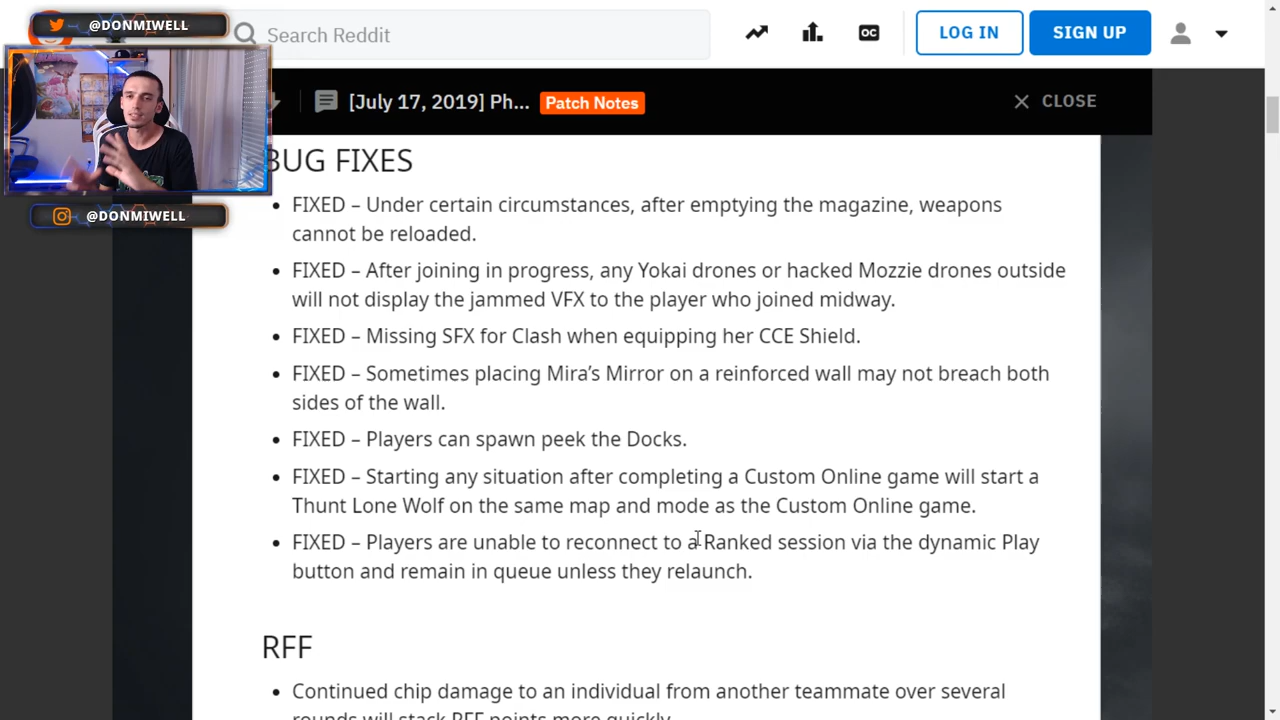 @DONMIWELL
Search Reddit
LOG IN
SIGN UP
[July 17, 2019] Ph... Patch Notes
CLOSE
@DONMIWELL
BUG FIXES
• FIXED – Under certain circumstances, after emptying the magazine, weapons
cannot be reloaded.
• FIXED – After joining in progress, any Yokai drones or hacked Mozzie drones outside
will not display the jammed VFX to the player who joined midway.
• FIXED – Missing SFX for Clash when equipping her CCE Shield.
• FIXED – Sometimes placing Mira’s Mirror on a reinforced wall may not breach both
sides of the wall.
• FIXED – Players can spawn peek the Docks.
• FIXED – Starting any situation after completing a Custom Online game will start a
Thunt Lone Wolf on the same map and mode as the Custom Online game.
• FIXED – Players are unable to reconnect to a Ranked session via the dynamic Play
button and remain in queue unless they relaunch.
RFF
• Continued chip damage to an individual from another teammate over several
rounds will stack RFF points more quickly.